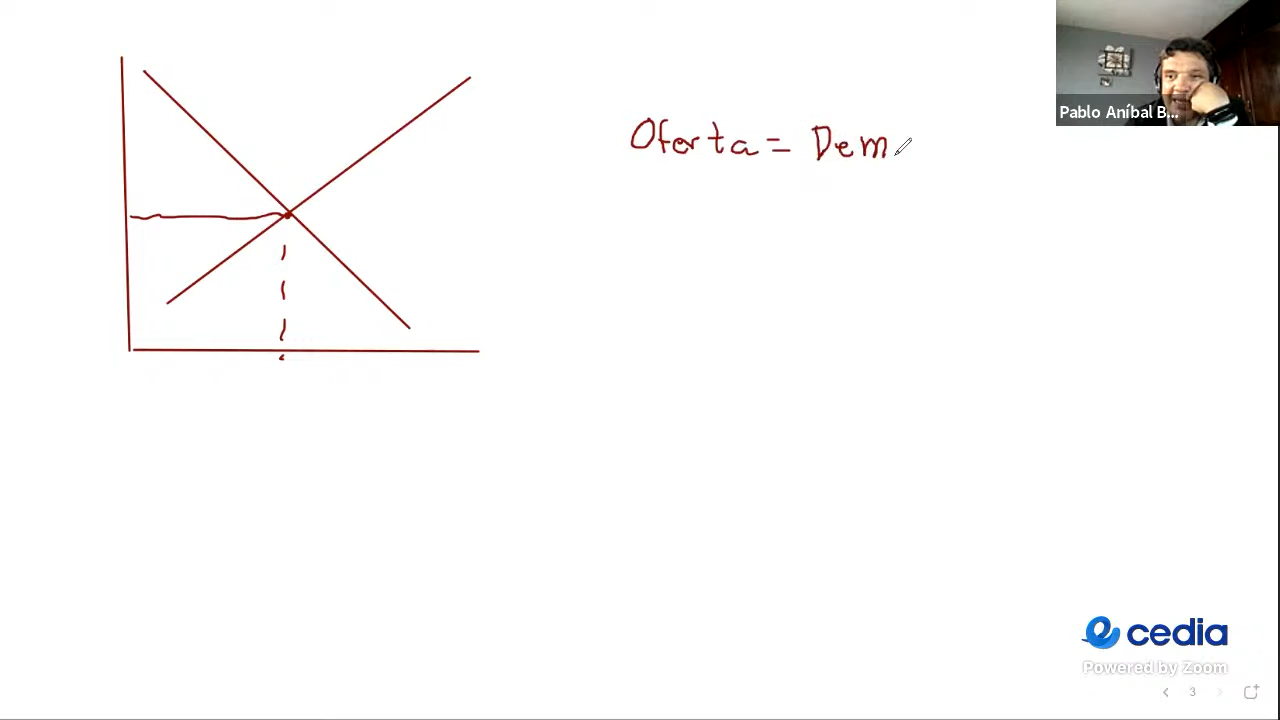 Pablo Aníbal B...
Oferta = Dem
cedia
Powered by Zoom
3